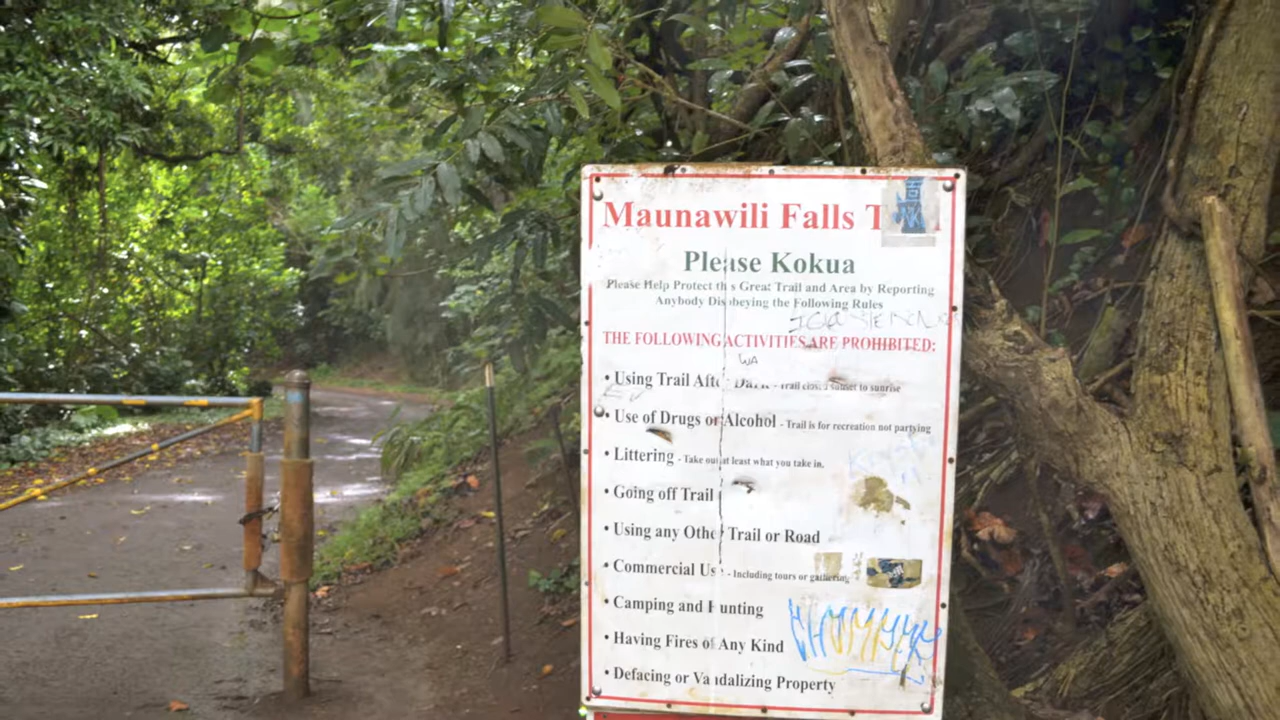 Maunawili Falls T
Please Kokua
Please Help Protect this Great Trail and Area by Reporting
Anybody Disobeying the Following Rules
THE FOLLOWING ACTIVITIES ARE PROHIBITED:
WA
• Using Trail After Dark - Trail closed sunset to sunrise
• Use of Drugs or Alcohol - Trail is for recreation not partying
• Littering - Take out at least what you take in.
• Going off Trail
• Using any Other Trail or Road
• Commercial Use - Including tours or gathering
• Camping and Hunting
• Having Fires of Any Kind
• Defacing or Vandalizing Property